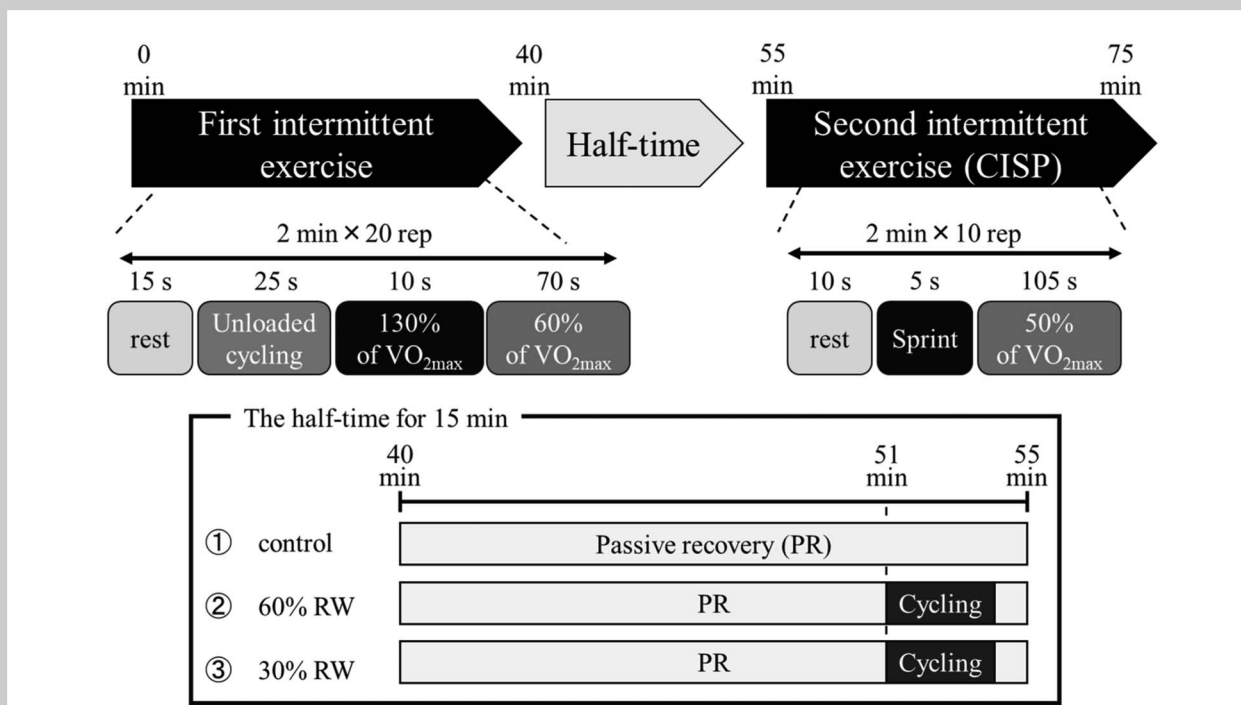 0
min
40
min
55
min
75
min
First intermittent
exercise
Half-time
Second intermittent
exercise (CISP)
2 min × 20 rep
2 min × 10 rep
15 s
25 s
10 s
70 s
rest
Unloaded
cycling
130%
of VO2max
60%
of VO2max
10 s
5 s
105 s
rest
Sprint
50%
of VO2max
The half-time for 15 min
40
min
51
min
55
min
① control
Passive recovery (PR)
② 60% RW
PR
Cycling
③ 30% RW
PR
Cycling